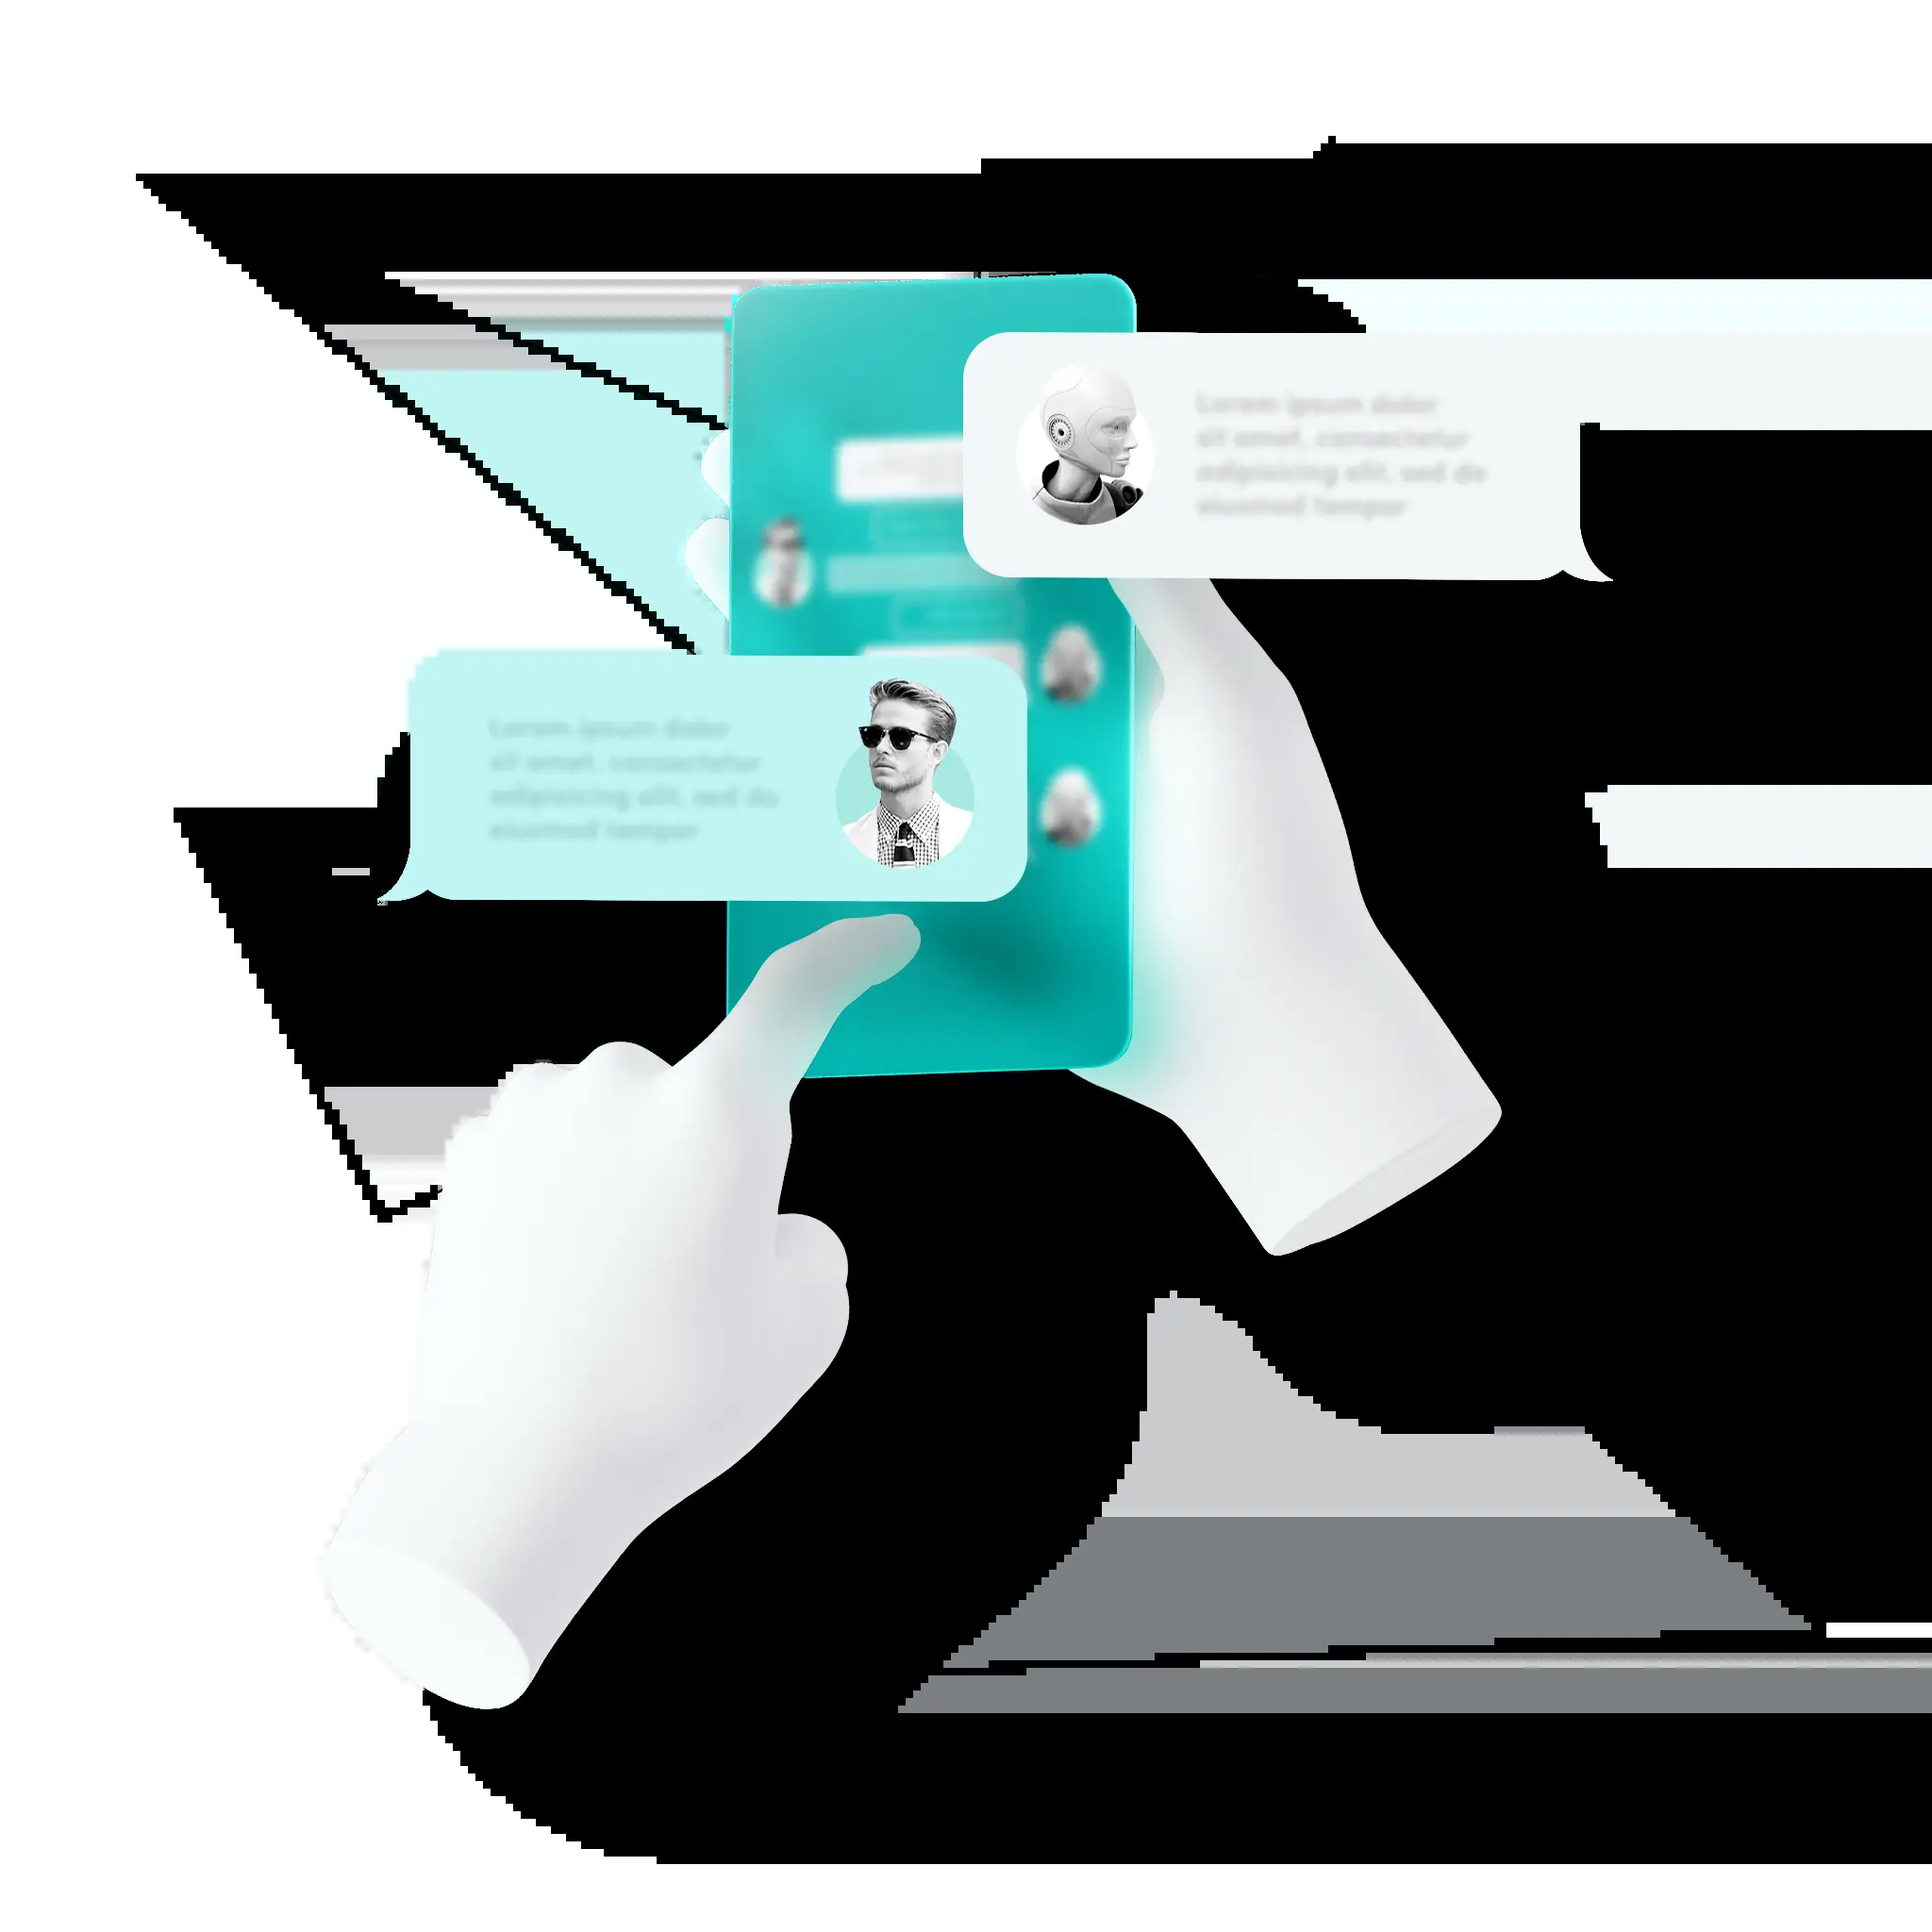 Lorem ipsum dolor
sit amet, consectetur
adipisicing elit, sed do
eiusmod tempor
Lorem ipsum dolor
sit amet, consectetur
adipisicing elit, sed do
eiusmod tempor